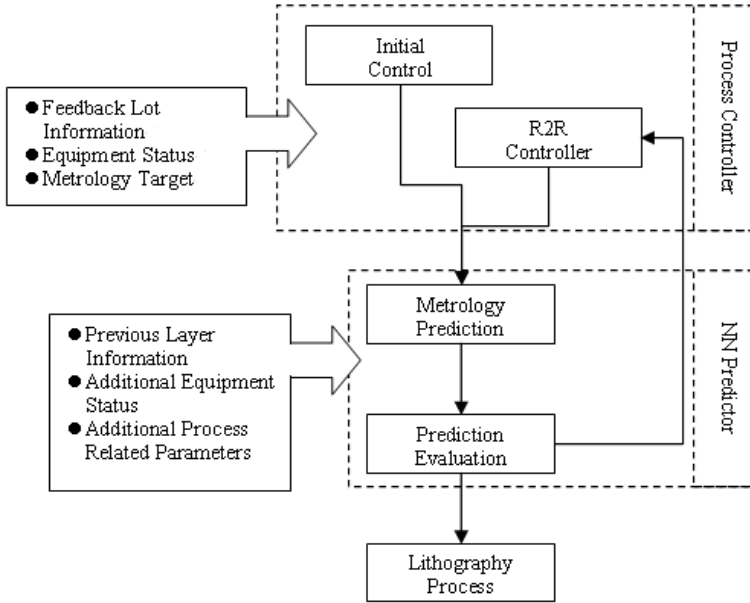 Initial
Control
Process Controller
● Feedback Lot
Information
● Equipment Status
● Metrology Target
R2R
Controller
Metrology
Prediction
● Previous Layer
Information
● Additional Equipment
Status
● Additional Process
Related Parameters
NN Predictor
Prediction
Evaluation
Lithography
Process